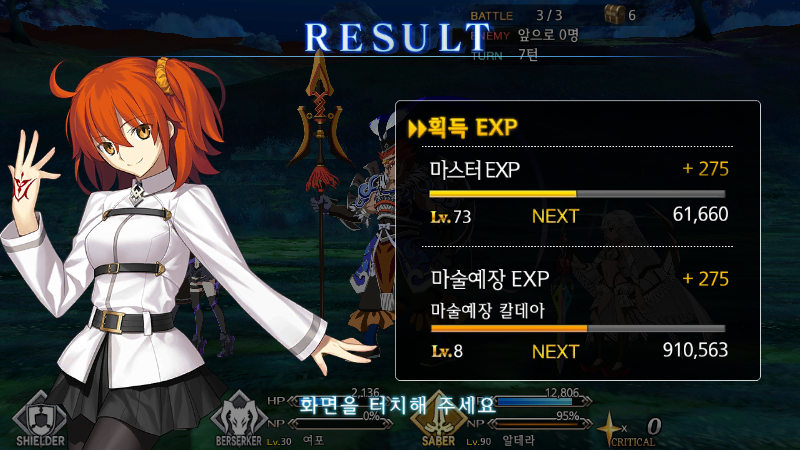 BATTLE 3/3 6
RESULT
ENEMY 앞으로 0명
TURN 7턴
획득 EXP
마스터 EXP + 275
Lv.73 NEXT 61,660
마술예장 EXP + 275
마술예장 칼데아
Lv.8 NEXT 910,563
화면을 터치해 주세요
HP 2,136
NP 0%
SHIELDER
BERSERKER
Lv.30 여포
12,806
NP 95%
SABER
Lv.90 알테라
x 0
CRITICAL